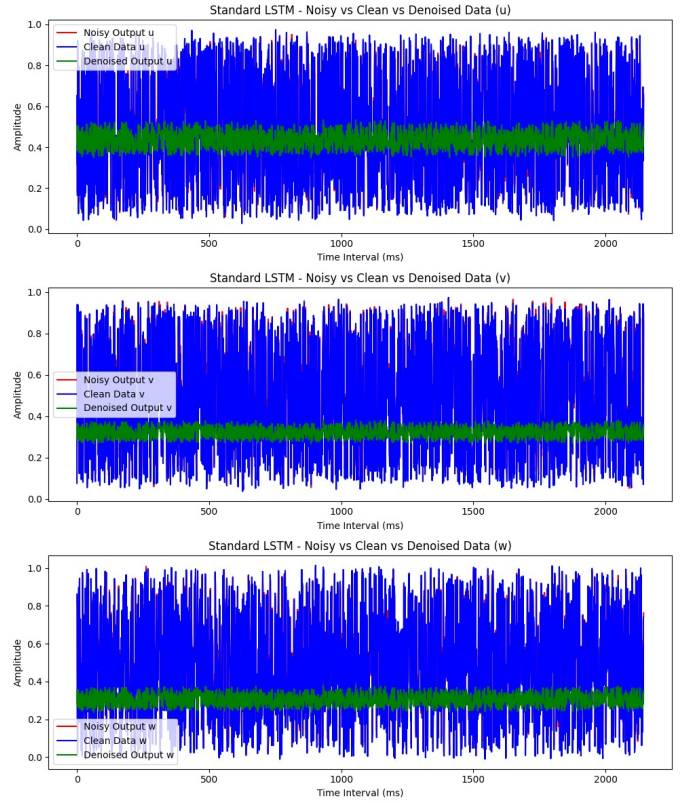 Standard LSTM - Noisy vs Clean vs Denoised Data (u)
1.0
0.8
0.6
0.4
0.2
0.0
Amplitude
Noisy Output u
Clean Data u
Denoised Output u
0 500 1000 1500 2000
Time Interval (ms)
Standard LSTM - Noisy vs Clean vs Denoised Data (v)
1.0
0.8
0.6
0.4
0.2
0.0
Amplitude
Noisy Output v
Clean Data v
Denoised Output v
0 500 1000 1500 2000
Time Interval (ms)
Standard LSTM - Noisy vs Clean vs Denoised Data (w)
1.0
0.8
0.6
0.4
0.2
0.0
Amplitude
Noisy Output w
Clean Data w
Denoised Output w
0 500 1000 1500 2000
Time Interval (ms)